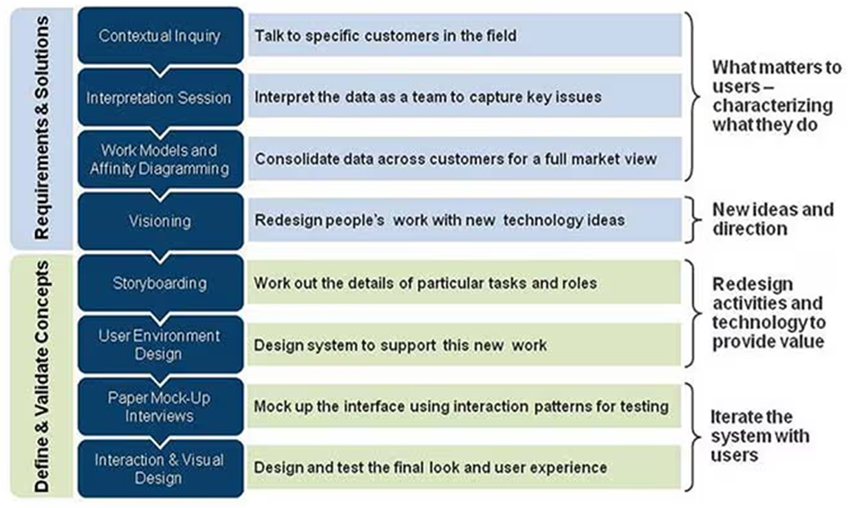 Requirements & Solutions
Contextual Inquiry
Talk to specific customers in the field
Interpretation Session
Interpret the data as a team to capture key issues
Work Models and
Affinity Diagramming
Consolidate data across customers for a full market view
What matters to
users –
characterizing
what they do
Visioning
Redesign people's work with new technology ideas
New ideas and
direction
Define & Validate Concepts
Storyboarding
Work out the details of particular tasks and roles
User Environment
Design
Design system to support this new work
Redesign
activities and
technology to
provide value
Paper Mock-Up
Interviews
Mock up the interface using interaction patterns for testing
Interaction & Visual
Design
Design and test the final look and user experience
Iterate the
system with
users